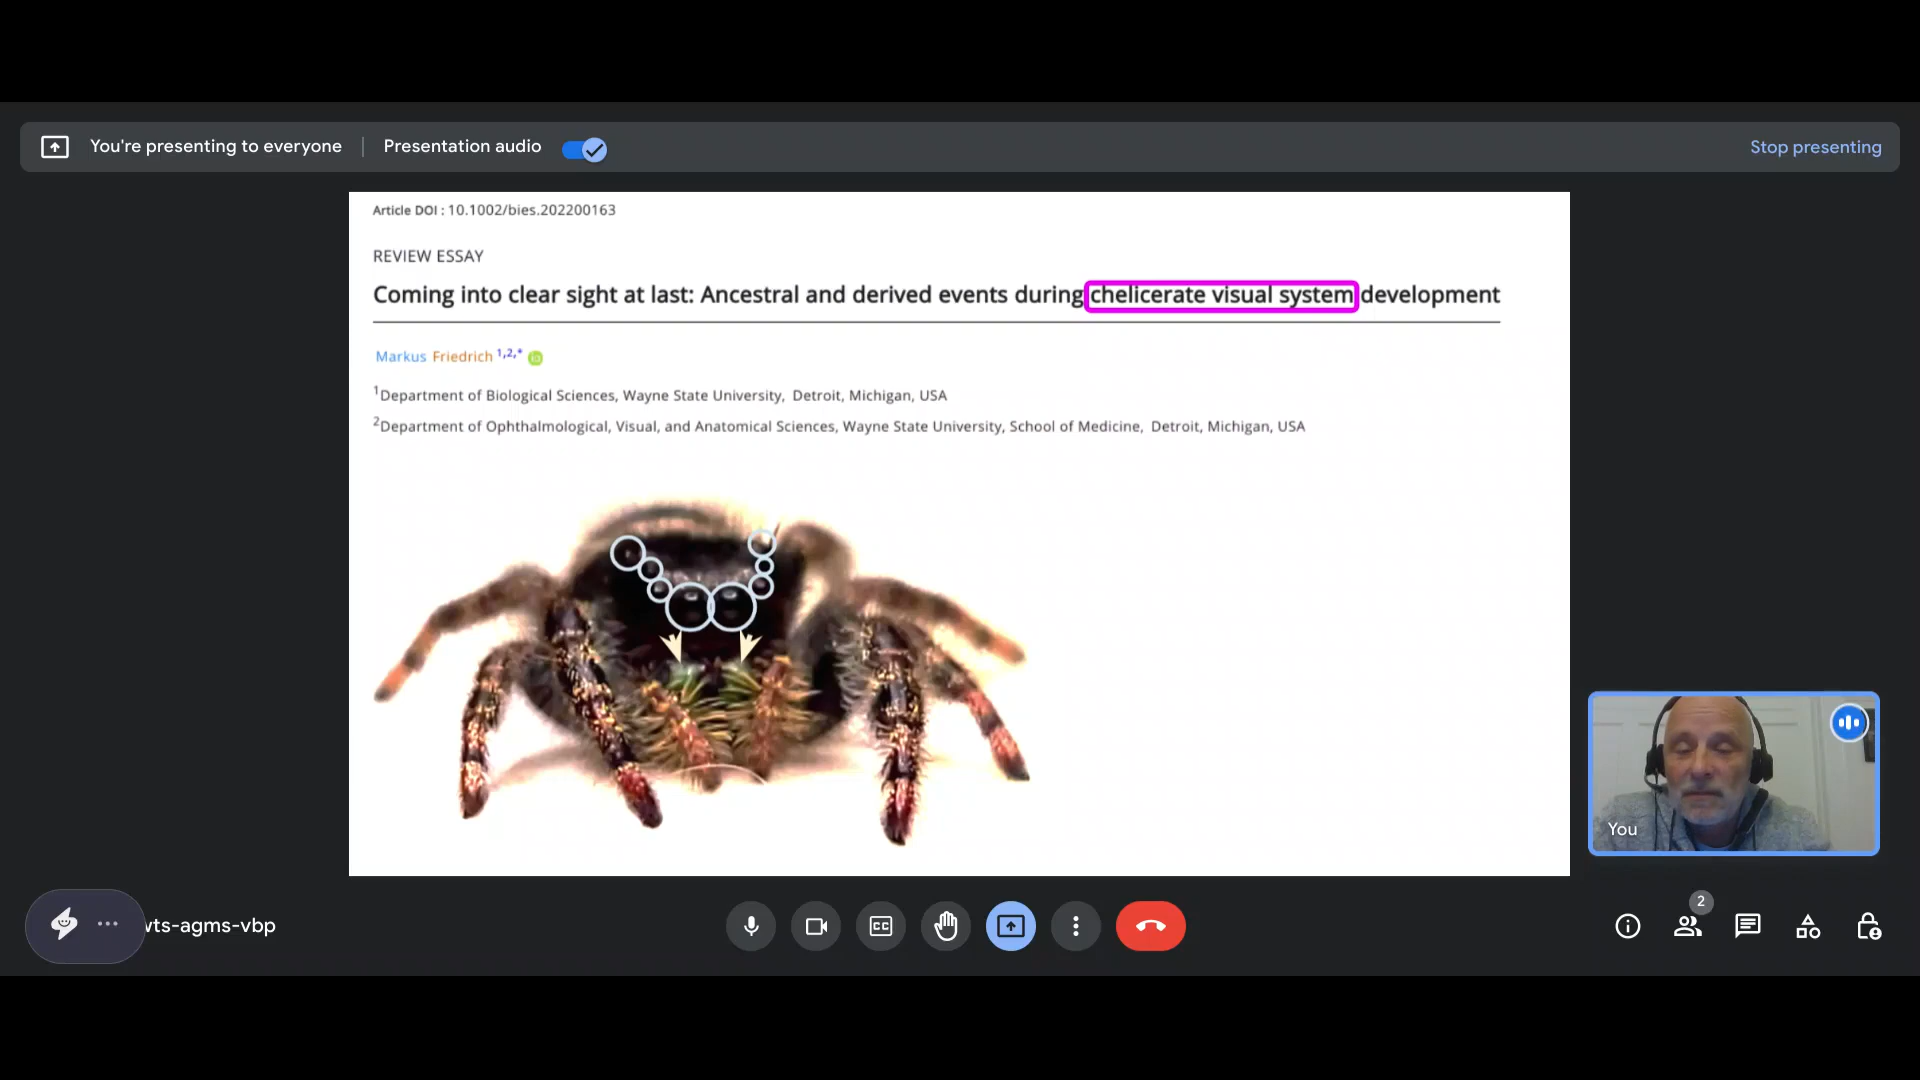 You're presenting to everyone
Presentation audio
Stop presenting
Article DOI : 10.1002/bies.202200163
REVIEW ESSAY
Coming into clear sight at last: Ancestral and derived events during chelicerate visual system development
Markus Friedrich 1,2,*
iD
1Department of Biological Sciences, Wayne State University, Detroit, Michigan, USA
2Department of Ophthalmological, Visual, and Anatomical Sciences, Wayne State University, School of Medicine, Detroit, Michigan, USA
You
vts-agms-vbp
CC
2